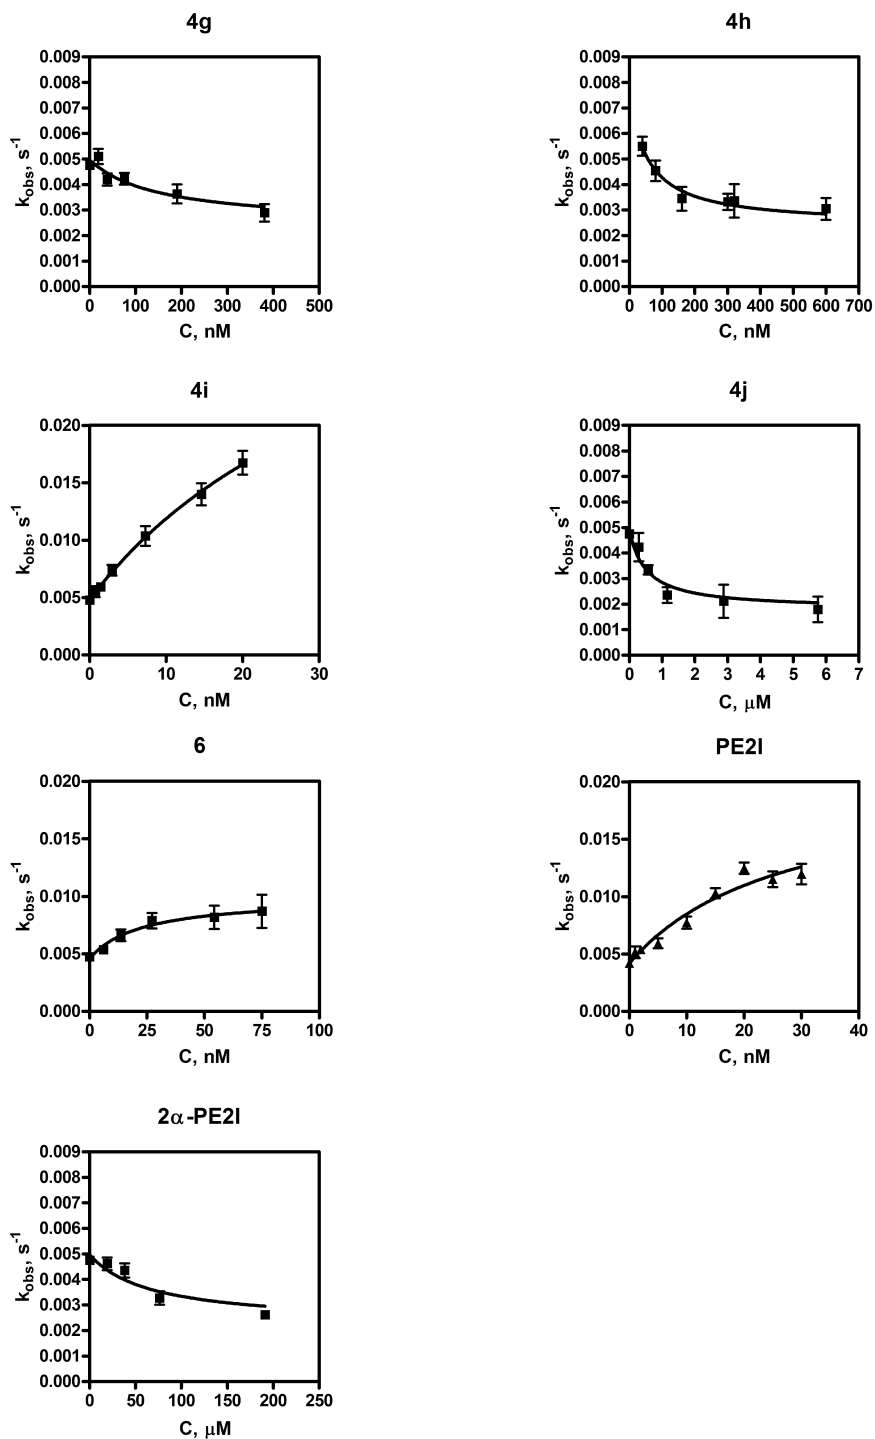 4g
0.009
0.008
0.007
0.006
0.005
0.004
0.003
0.002
0.001
0.000
kobs, s-1
0 100 200 300 400 500
C, nM
4h
0.009
0.008
0.007
0.006
0.005
0.004
0.003
0.002
0.001
0.000
kobs, s-1
0 100 200 300 400 500 600 700
C, nM
4i
0.020
0.015
0.010
0.005
0.000
kobs, s-1
0 10 20 30
C, nM
4j
0.009
0.008
0.007
0.006
0.005
0.004
0.003
0.002
0.001
0.000
kobs, s-1
0 1 2 3 4 5 6 7
C, μM
6
0.020
0.015
0.010
0.005
0.000
kobs, s-1
0 25 50 75 100
C, nM
PE2I
0.020
0.015
0.010
0.005
0.000
kobs, s-1
0 10 20 30 40
C, nM
2α-PE2I
0.009
0.008
0.007
0.006
0.005
0.004
0.003
0.002
0.001
0.000
kobs, s-1
0 50 100 150 200 250
C, μM